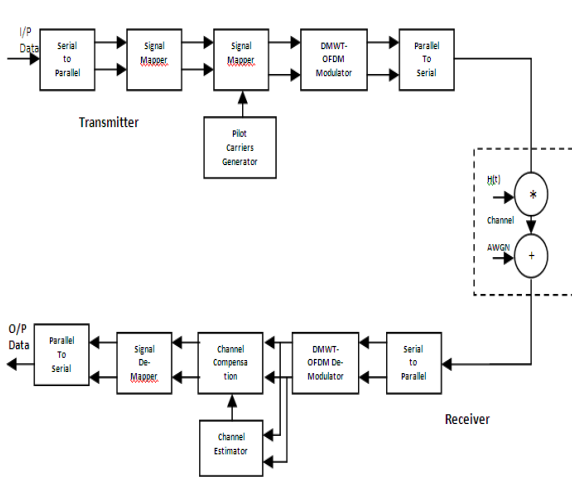 I/P
Data
Serial
to
Parallel
Signal
Mapper
Signal
Mapper
DMWT-
OFDM
Modulator
Parallel
To
Serial
Transmitter
Pilot
Carriers
Generator
H(t)
*
Channel
AWGN
+
O/P
Data
Parallel
To
Serial
Signal
De-
Mapper
Channel
Compensa
tion
DMWT-
OFDM De-
Modulator
Serial
to
Parallel
Receiver
Channel
Estimator